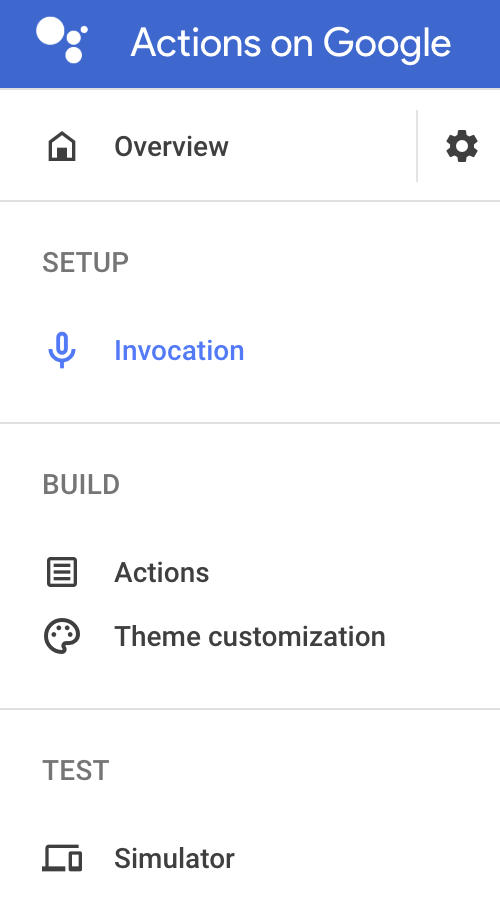 Actions on Google
Overview
SETUP
Invocation
BUILD
Actions
Theme customization
TEST
Simulator